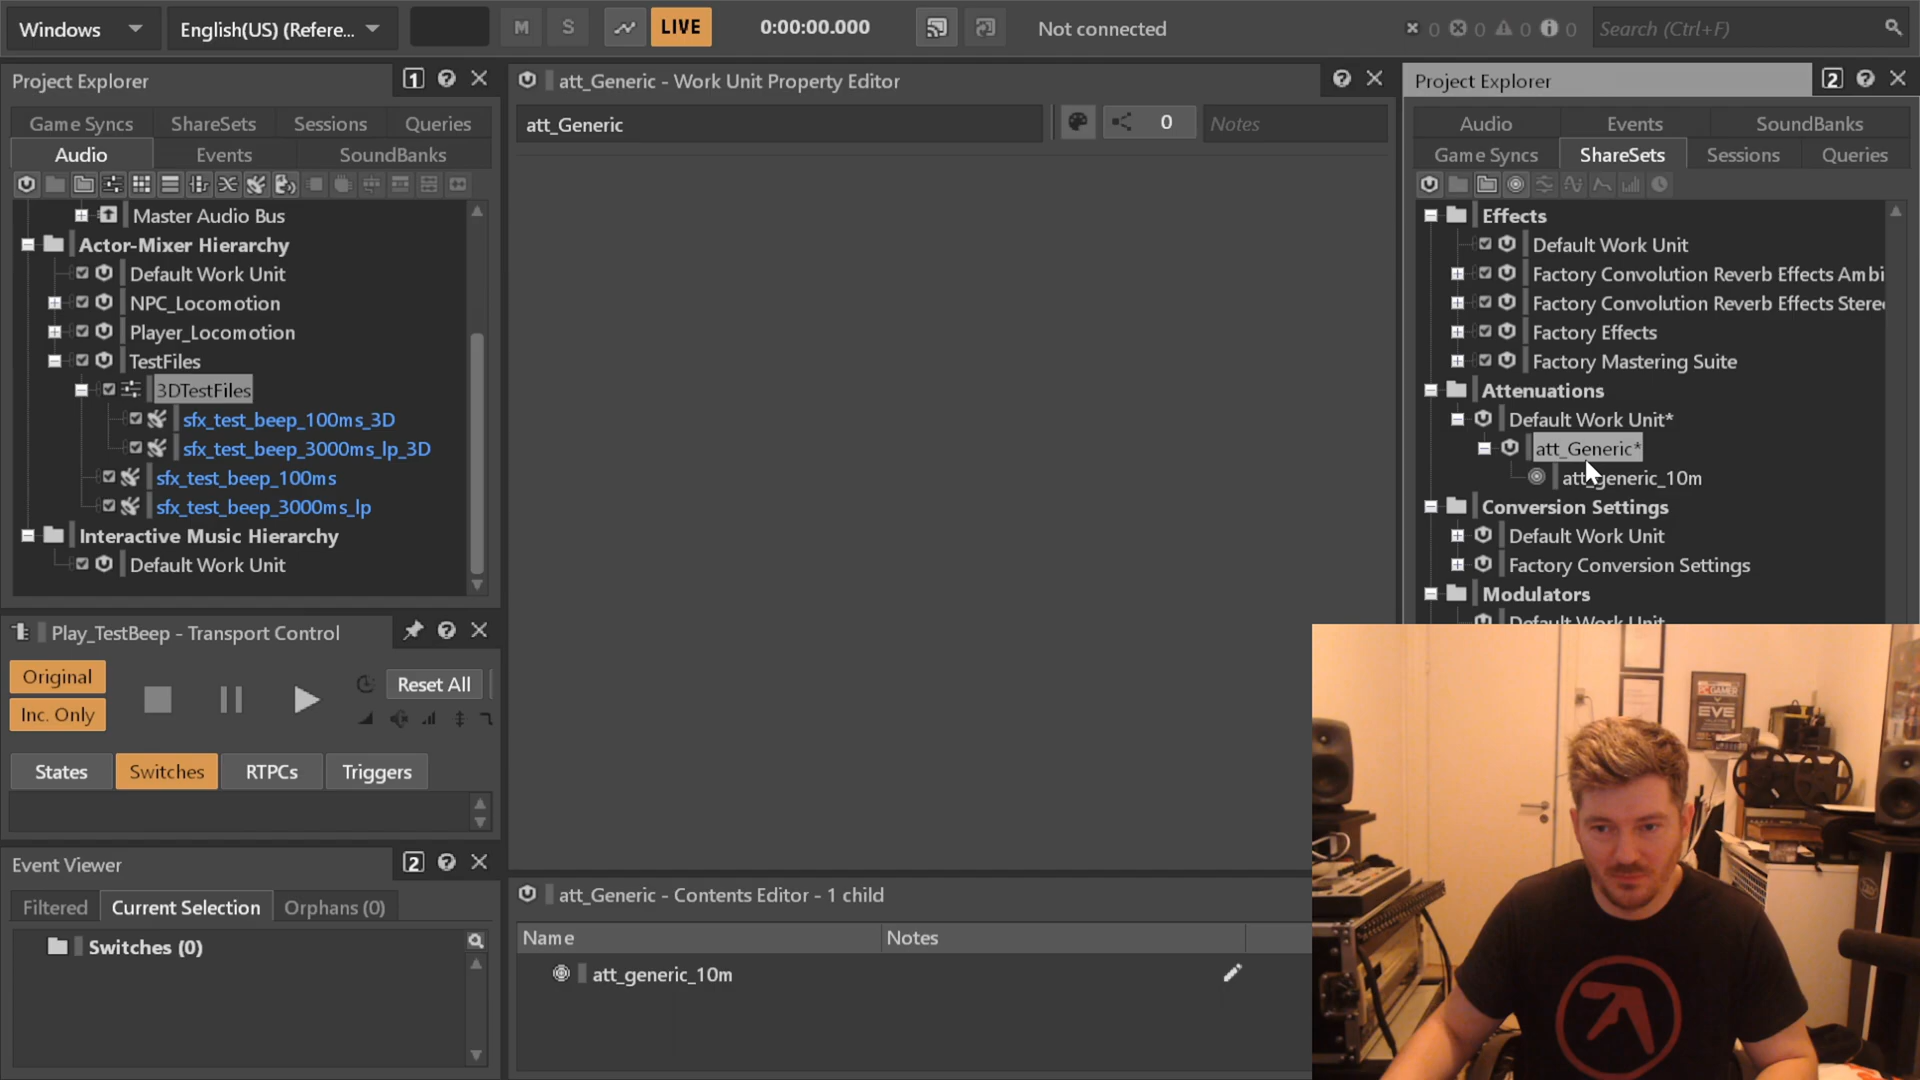 Windows
English(US) (Refere...
M
S
LIVE
0:00:00.000
Not connected
0
0
0
0
Search (Ctrl+F)
Project Explorer
1
Game Syncs
ShareSets
Sessions
Queries
Audio
Events
SoundBanks
Master Audio Bus
Actor-Mixer Hierarchy
Default Work Unit
NPC_Locomotion
Player_Locomotion
TestFiles
3DTestFiles
sfx_test_beep_100ms_3D
sfx_test_beep_3000ms_lp_3D
sfx_test_beep_100ms
sfx_test_beep_3000ms_lp
Interactive Music Hierarchy
Default Work Unit
Play_TestBeep - Transport Control
Original
Inc. Only
Reset All
States
Switches
RTPCs
Triggers
Event Viewer
2
Filtered
Current Selection
Orphans (0)
Switches (0)
att_Generic - Work Unit Property Editor
att_Generic
0
Notes
att_Generic - Contents Editor - 1 child
Name
Notes
att_generic_10m
Project Explorer
2
Audio
Events
SoundBanks
Game Syncs
ShareSets
Sessions
Queries
Effects
Default Work Unit
Factory Convolution Reverb Effects Ambi
Factory Convolution Reverb Effects Stere
Factory Effects
Factory Mastering Suite
Attenuations
Default Work Unit*
att_Generic*
att_generic_10m
Conversion Settings
Default Work Unit
Factory Conversion Settings
Modulators
Default Work Unit
PC GAMER
EVE